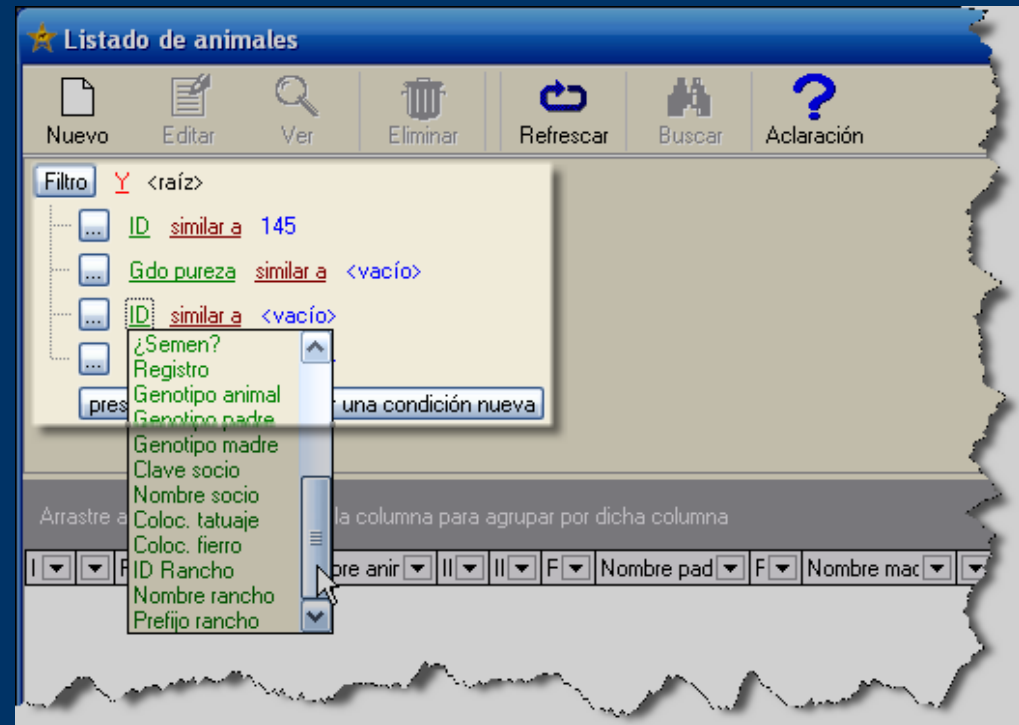 Listado de animales
Nuevo Editar Ver Eliminar Refrescar Buscar Aclaración
Filtro Y <raíz>
... ID similar a 145
... Gdo pureza similar a <vacío>
... ID similar a <vacío>
...
¿Semen?
Registro
Genotipo animal
Genotipo padre
Genotipo madre
Clave socio
Nombre socio
Coloc. tatuaje
Coloc. fierro
ID Rancho
Nombre rancho
Prefijo rancho
una condición nueva
Arrastre la columna para agrupar por dicha columna
F Nombre pad F Nombre mac